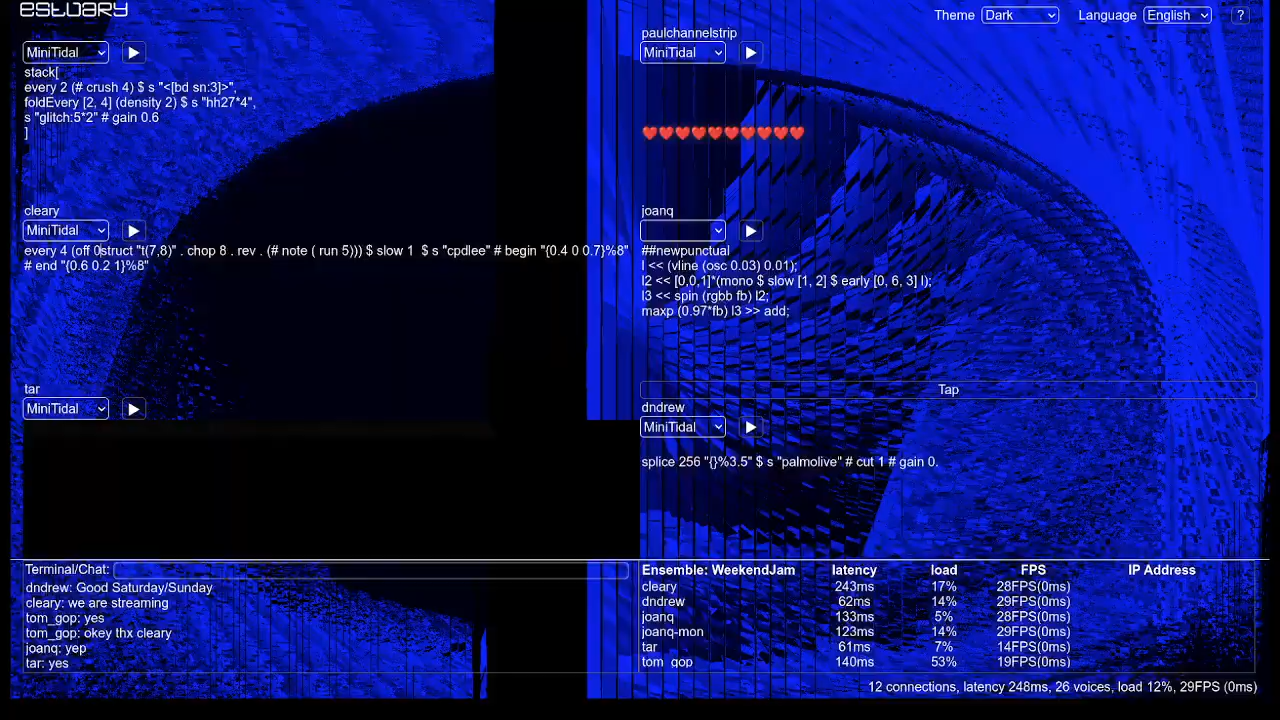 estuary
Theme Dark Language English ?
MiniTidal
stack[
every 2 (# crush 4) $ s "<[bd sn:3]>",
foldEvery [2, 4] (density 2) $ s "hh27*4",
s "glitch:5*2" # gain 0.6
]
paulchannelstrip
MiniTidal
❤️❤️❤️❤️❤️❤️❤️❤️❤️❤️
cleary
MiniTidal
every 4 (off 0struct "t(7,8)" . chop 8 . rev . (# note ( run 5))) $ slow 1  $ s "cpdlee" # begin "{0.4 0 0.7}%8"
# end "{0.6 0.2 1}%8"
joanq
##newpunctual
l << (vline (osc 0.03) 0.01);
l2 << [0,0,1]*(mono $ slow [1, 2] $ early [0, 6, 3] l);
l3 << spin (rgbb fb) l2;
maxp (0.97*fb) l3 >> add;
tar
MiniTidal
Tap
dndrew
MiniTidal
splice 256 "{}%3.5" $ s "palmolive" # cut 1 # gain 0.
Terminal/Chat:
dndrew: Good Saturday/Sunday
cleary: we are streaming
tom_gop: yes
tom_gop: okey thx cleary
joanq: yep
tar: yes
Ensemble: WeekendJam latency load FPS IP Address
cleary 243ms 17% 28FPS(0ms)
dndrew 62ms 14% 29FPS(0ms)
joanq 133ms 5% 28FPS(0ms)
joanq-mon 123ms 14% 29FPS(0ms)
tar 61ms 7% 14FPS(0ms)
tom_gop 140ms 53% 19FPS(0ms)
12 connections, latency 248ms, 26 voices, load 12%, 29FPS (0ms)